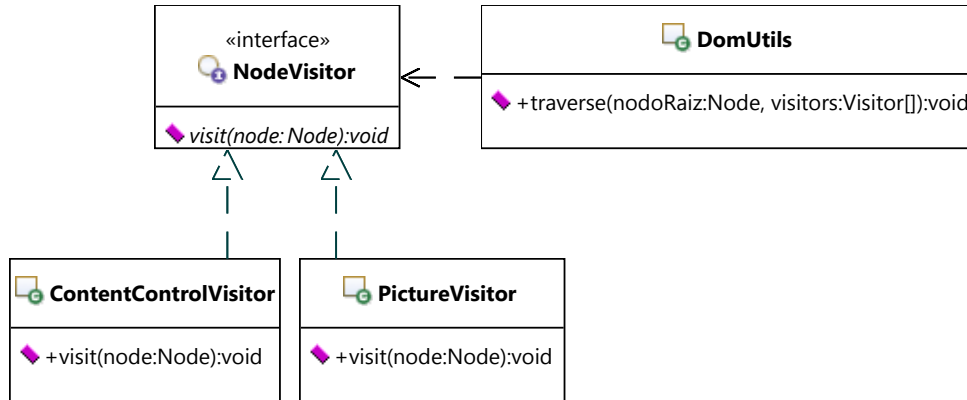 «interface»
NodeVisitor
visit(node: Node):void
DomUtils
+traverse(nodoRaiz:Node, visitors:Visitor[]):void
ContentControlVisitor
+visit(node:Node):void
PictureVisitor
+visit(node:Node):void